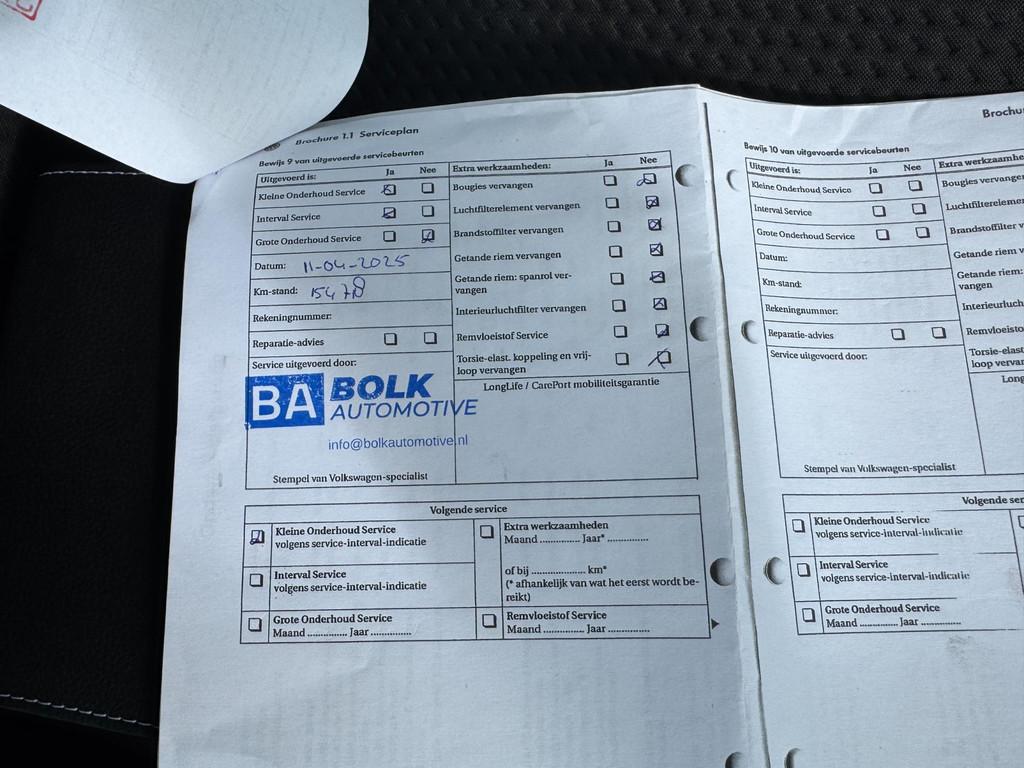 Brochure 1.1 Serviceplan
Bewijs 9 van uitgevoerde servicebeurten
Uitgevoerd is: Ja Nee
Kleine Onderhoud Service
Interval Service
Grote Onderhoud Service
Datum: 11-04-2025
Km-stand:
Rekeningnummer:
Reparatie-advies
Service uitgevoerd door:
BA BOLK
AUTOMOTIVE
info@bolkautomotive.nl
Stempel van Volkswagen-specialist
Extra werkzaamheden: Ja Nee
Bougies vervangen
Luchtfilterelement vervangen
Brandstoffilter vervangen
Getande riem vervangen
Getande riem: spanrol ver-
vangen
Interieurluchtfilter vervangen
Remvloeistof Service
Torsie-elast. koppeling en vrij-
loop vervangen
LongLife / CarePort mobiliteitsgarantie
Volgende service
Kleine Onderhoud Service
volgens service-interval-indicatie
Interval Service
volgens service-interval-indicatie
Grote Onderhoud Service
Maand .............. Jaar ..............
Extra werkzaamheden
Maand .............. Jaar* ..............
of bij .................. km*
(* afhankelijk van wat het eerst wordt be-
reikt)
Remvloeistof Service
Maand .............. Jaar ..............
Brochu
Bewijs 10 van uitgevoerde servicebeurten
Uitgevoerd is: Ja Nee
Kleine Onderhoud Service
Interval Service
Grote Onderhoud Service
Datum:
Km-stand:
Rekeningnummer:
Reparatie-advies
Service uitgevoerd door:
Stempel van Volkswagen-specialist
Extra werkzaamhe
Bougies vervangen
Luchtfilterelemen
Brandstoffilter v
Getande riem v
Getande riem:
vangen
Interieurluchtf
Remvloeisto
Torsie-elast.
loop vervan
Long
Volgende ser
Kleine Onderhoud Service
volgens service-interval-indicatie
Interval Service
volgens service-interval-indicatie
Grote Onderhoud Service
Maand .............. Jaar ..............